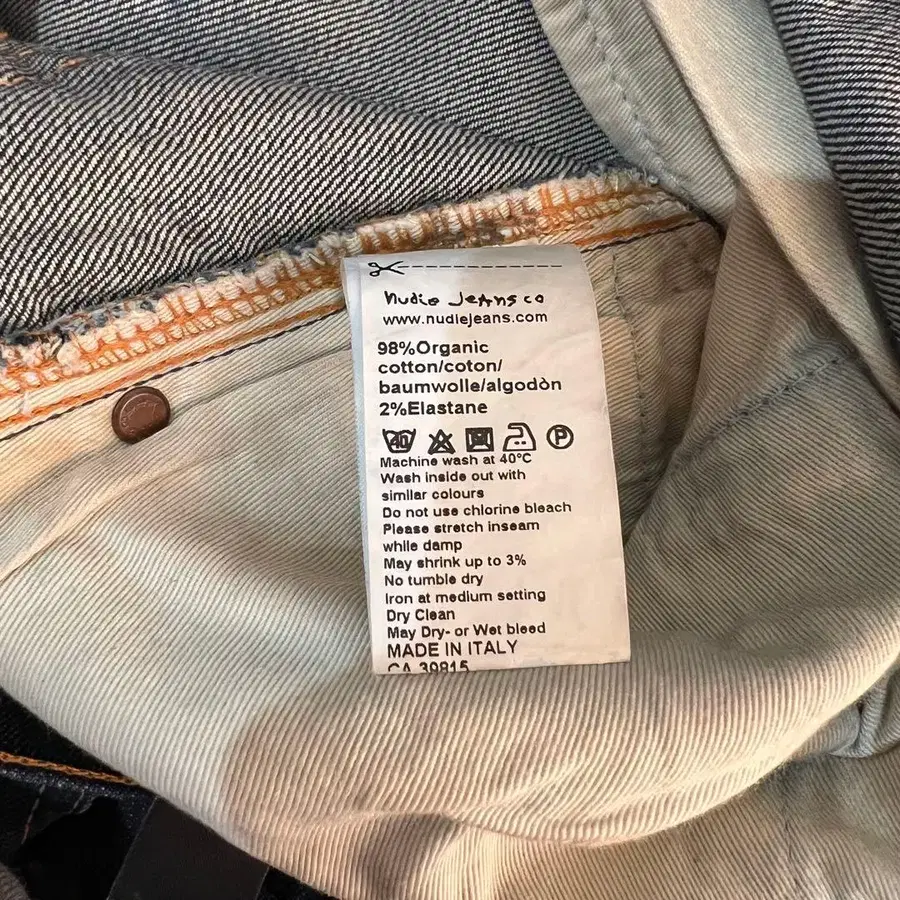 nudie Jeans co
www.nudiejeans.com
98%Organic
cotton/coton/
baumwolle/algodòn
2%Elastane
40 P
Machine wash at 40°C
Wash inside out with
similar colours
Do not use chlorine bleach
Please stretch inseam
while damp
May shrink up to 3%
No tumble dry
Iron at medium setting
Dry Clean
May Dry- or Wet bleed
MADE IN ITALY
CA 39815